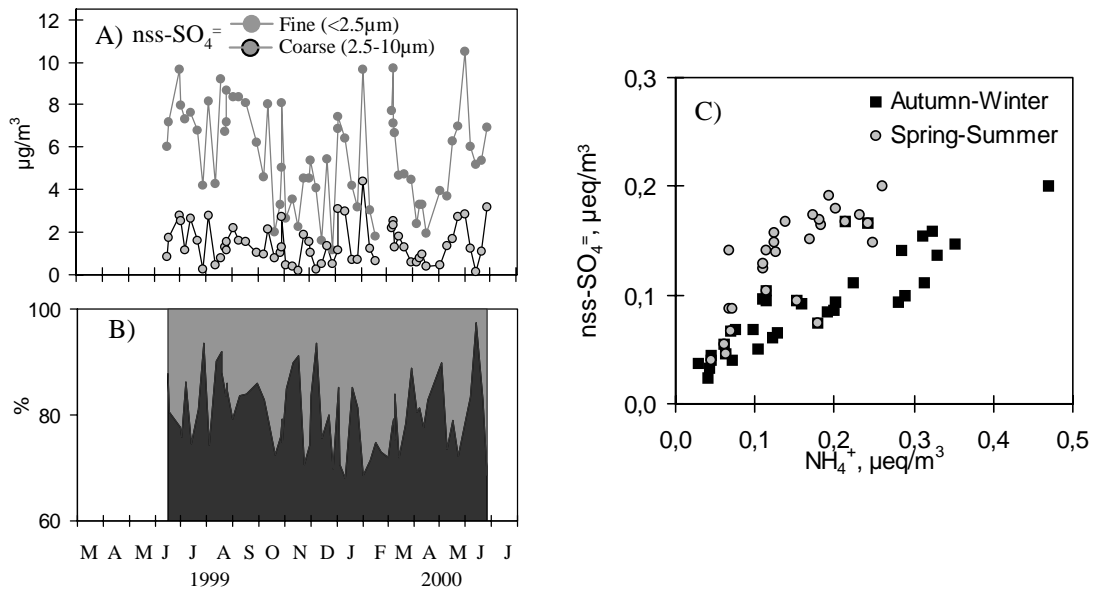 A) nss-SO₄⁼
Fine (<2.5µm)
Coarse (2.5-10µm)
µg/m³
12
10
8
6
4
2
0
B)
%
100
80
60
M A M J J A S O N D J F M A M J J
1999 2000
C)
Autumn-Winter
Spring-Summer
nss-SO₄⁼, µeq/m³
0,3
0,2
0,1
0,0
0,0 0,1 0,2 0,3 0,4 0,5
NH₄⁺, µeq/m³